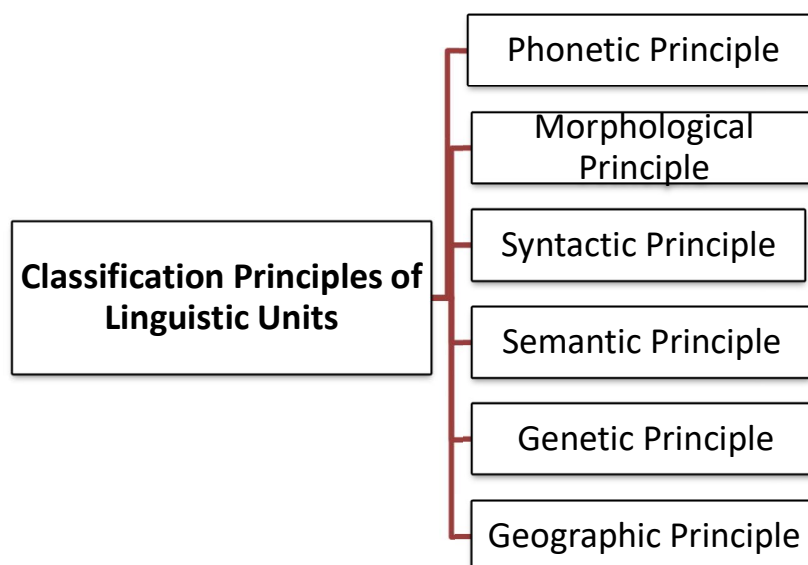 Classification Principles of
Linguistic Units
Phonetic Principle
Morphological
Principle
Syntactic Principle
Semantic Principle
Genetic Principle
Geographic Principle